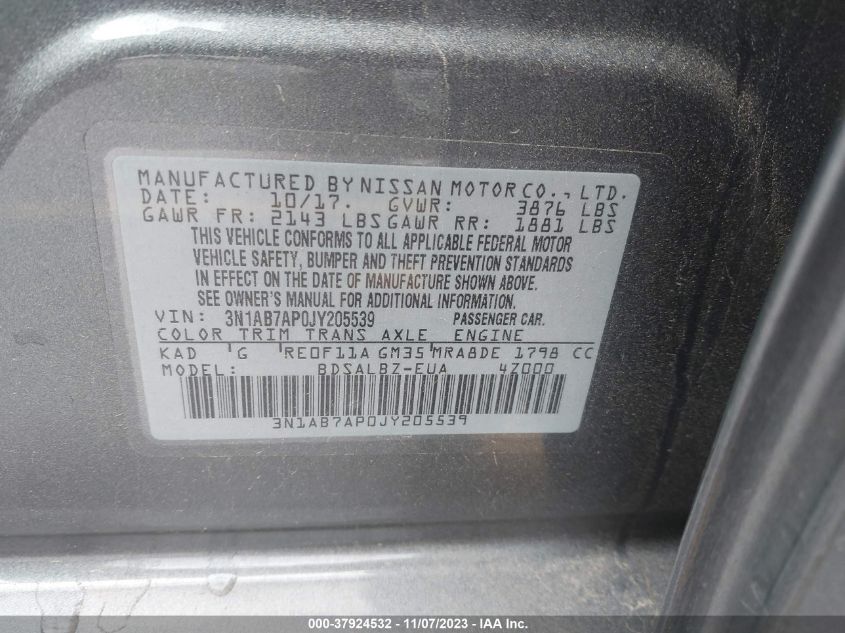 MANUFACTURED BY NISSAN MOTOR CO., LTD.
DATE: 10/17. GVWR: 3876 LBS
GAWR FR: 2143 LBS GAWR RR: 1881 LBS
THIS VEHICLE CONFORMS TO ALL APPLICABLE FEDERAL MOTOR
VEHICLE SAFETY, BUMPER AND THEFT PREVENTION STANDARDS
IN EFFECT ON THE DATE OF MANUFACTURE SHOWN ABOVE.
SEE OWNER'S MANUAL FOR ADDITIONAL INFORMATION.
VIN: 3N1AB7AP0JY205539 PASSENGER CAR.
COLOR TRIM TRANS AXLE ENGINE
KAD G RE0F11A GM35 MRA8DE 1798 CC
MODEL: BDSALBZ-EUA 4Z000
3N1AB7AP0JY205539
000-37924532 - 11/07/2023 - IAA Inc.